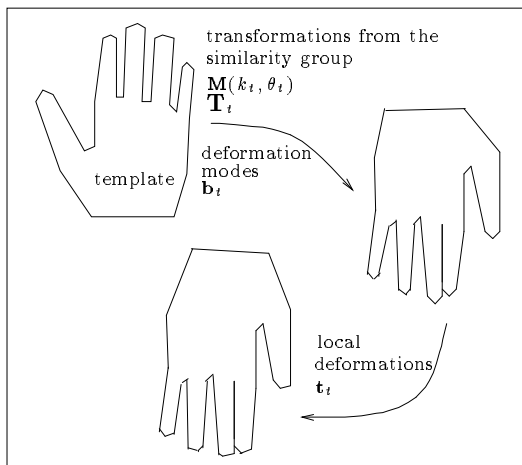 transformations from the
similarity group
M(k_t, θ_t)
T_t
deformation
modes
b_t
template
local
deformations
t_t